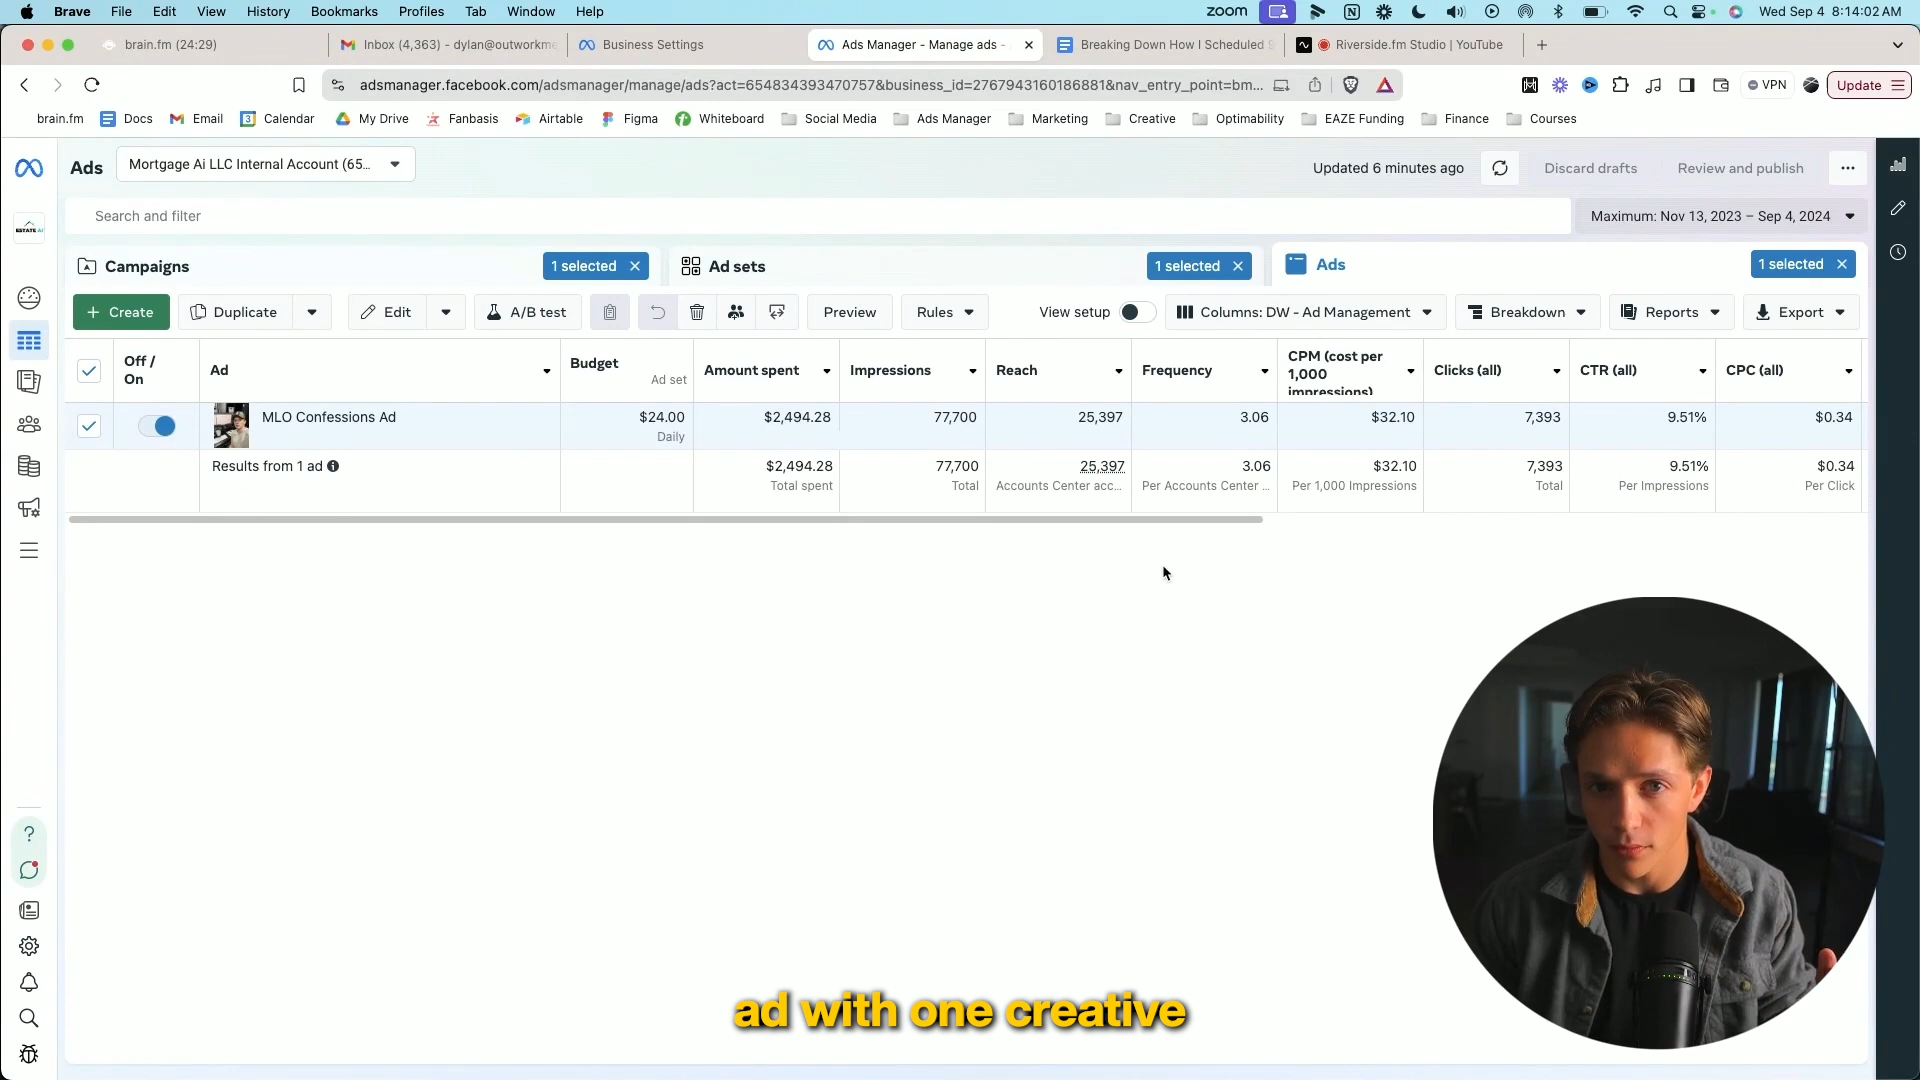 Brave File Edit View History Bookmarks Profiles Tab Window Help zoom Wed Sep 4 8:14:02 AM
brain.fm (24:29) Inbox (4,363) - dylan@outworkm Business Settings Ads Manager - Manage ads - Breaking Down How I Scheduled Riverside.fm Studio | YouTube
adsmanager.facebook.com/adsmanager/manage/ads?act=654834393470757&business_id=2767943160186881&nav_entry_point=bm... VPN Update
brain.fm Docs Email Calendar My Drive Fanbasis Airtable Figma Whiteboard Social Media Ads Manager Marketing Creative Optimability EAZE Funding Finance Courses
Ads Mortgage Ai LLC Internal Account (65... Updated 6 minutes ago Discard drafts Review and publish
ESTATE AI
Search and filter Maximum: Nov 13, 2023 – Sep 4, 2024
Campaigns 1 selected Ad sets 1 selected Ads 1 selected
+ Create Duplicate Edit A/B test Preview Rules View setup Columns: DW - Ad Management Breakdown Reports Export
Off / On Ad Budget Ad set Amount spent Impressions Reach Frequency CPM (cost per 1,000 impressions) Clicks (all) CTR (all) CPC (all)
MLO Confessions Ad $24.00 $2,494.28 77,700 25,397 3.06 $32.10 7,393 9.51% $0.34
Daily
Results from 1 ad $2,494.28 77,700 25,397 3.06 $32.10 7,393 9.51% $0.34
Total spent Total Accounts Center acc... Per Accounts Center ... Per 1,000 Impressions Total Per Impressions Per Click
ad with one creative